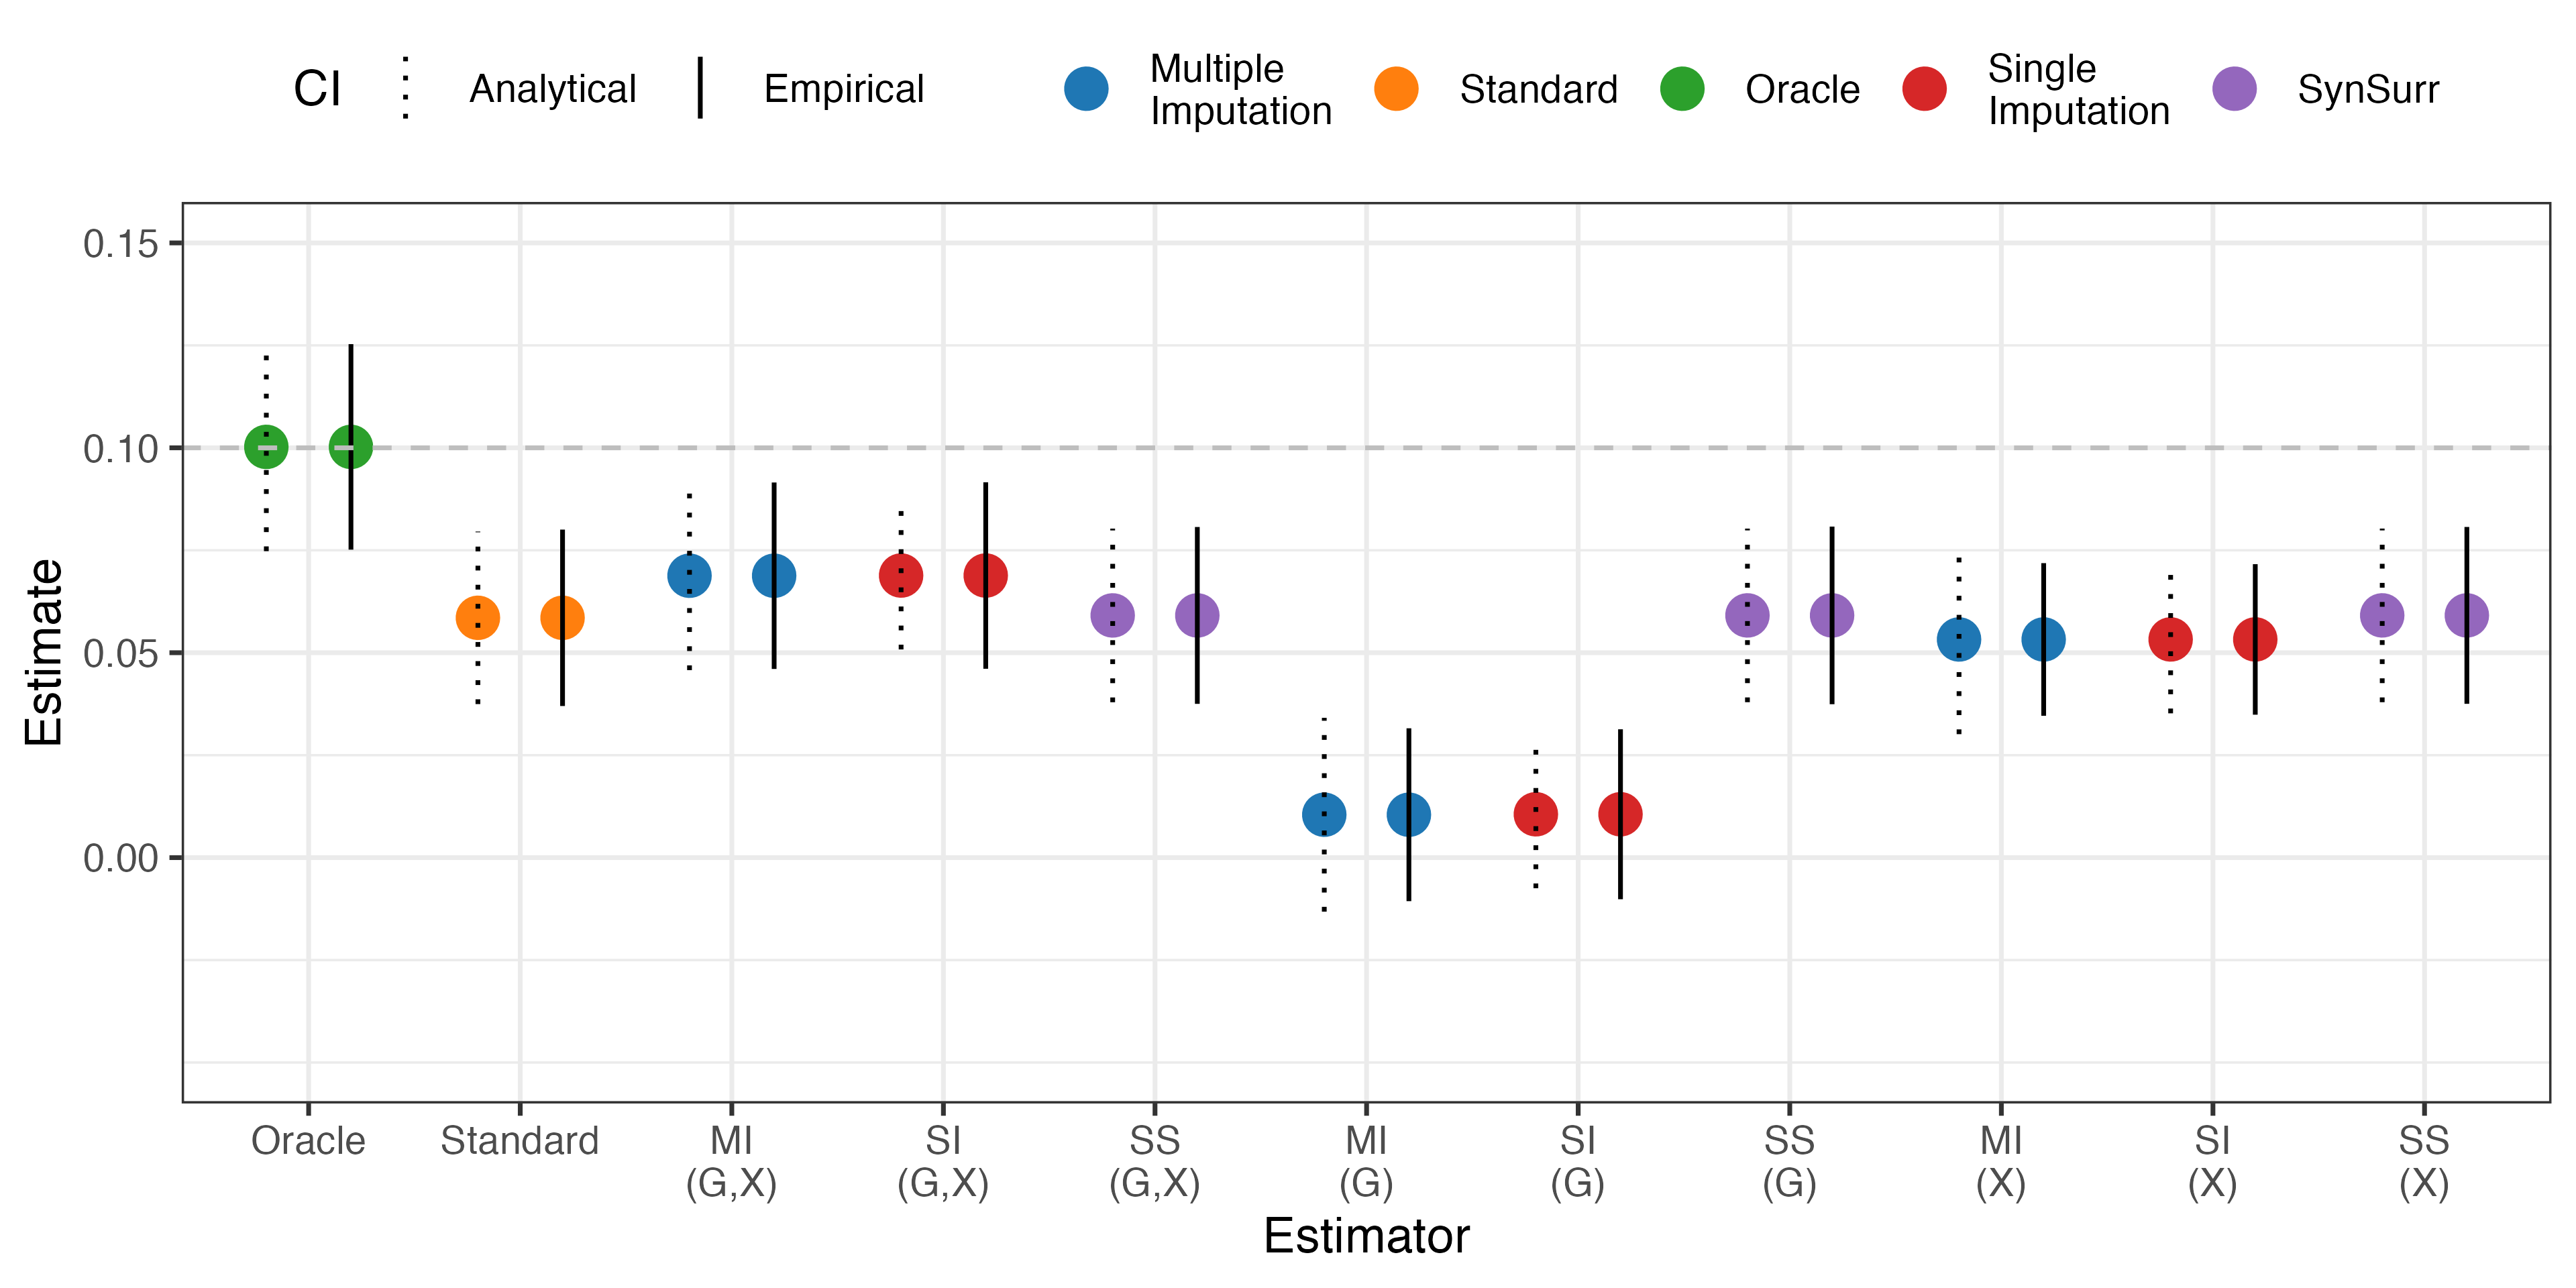 CI Analytical Empirical Multiple Imputation Standard Oracle Single Imputation SynSurr
0.15
0.10
0.05
0.00
Estimate
Oracle Standard MI SI SS MI SI SS MI SI SS
(G,X) (G,X) (G,X) (G) (G) (G) (X) (X) (X)
Estimator